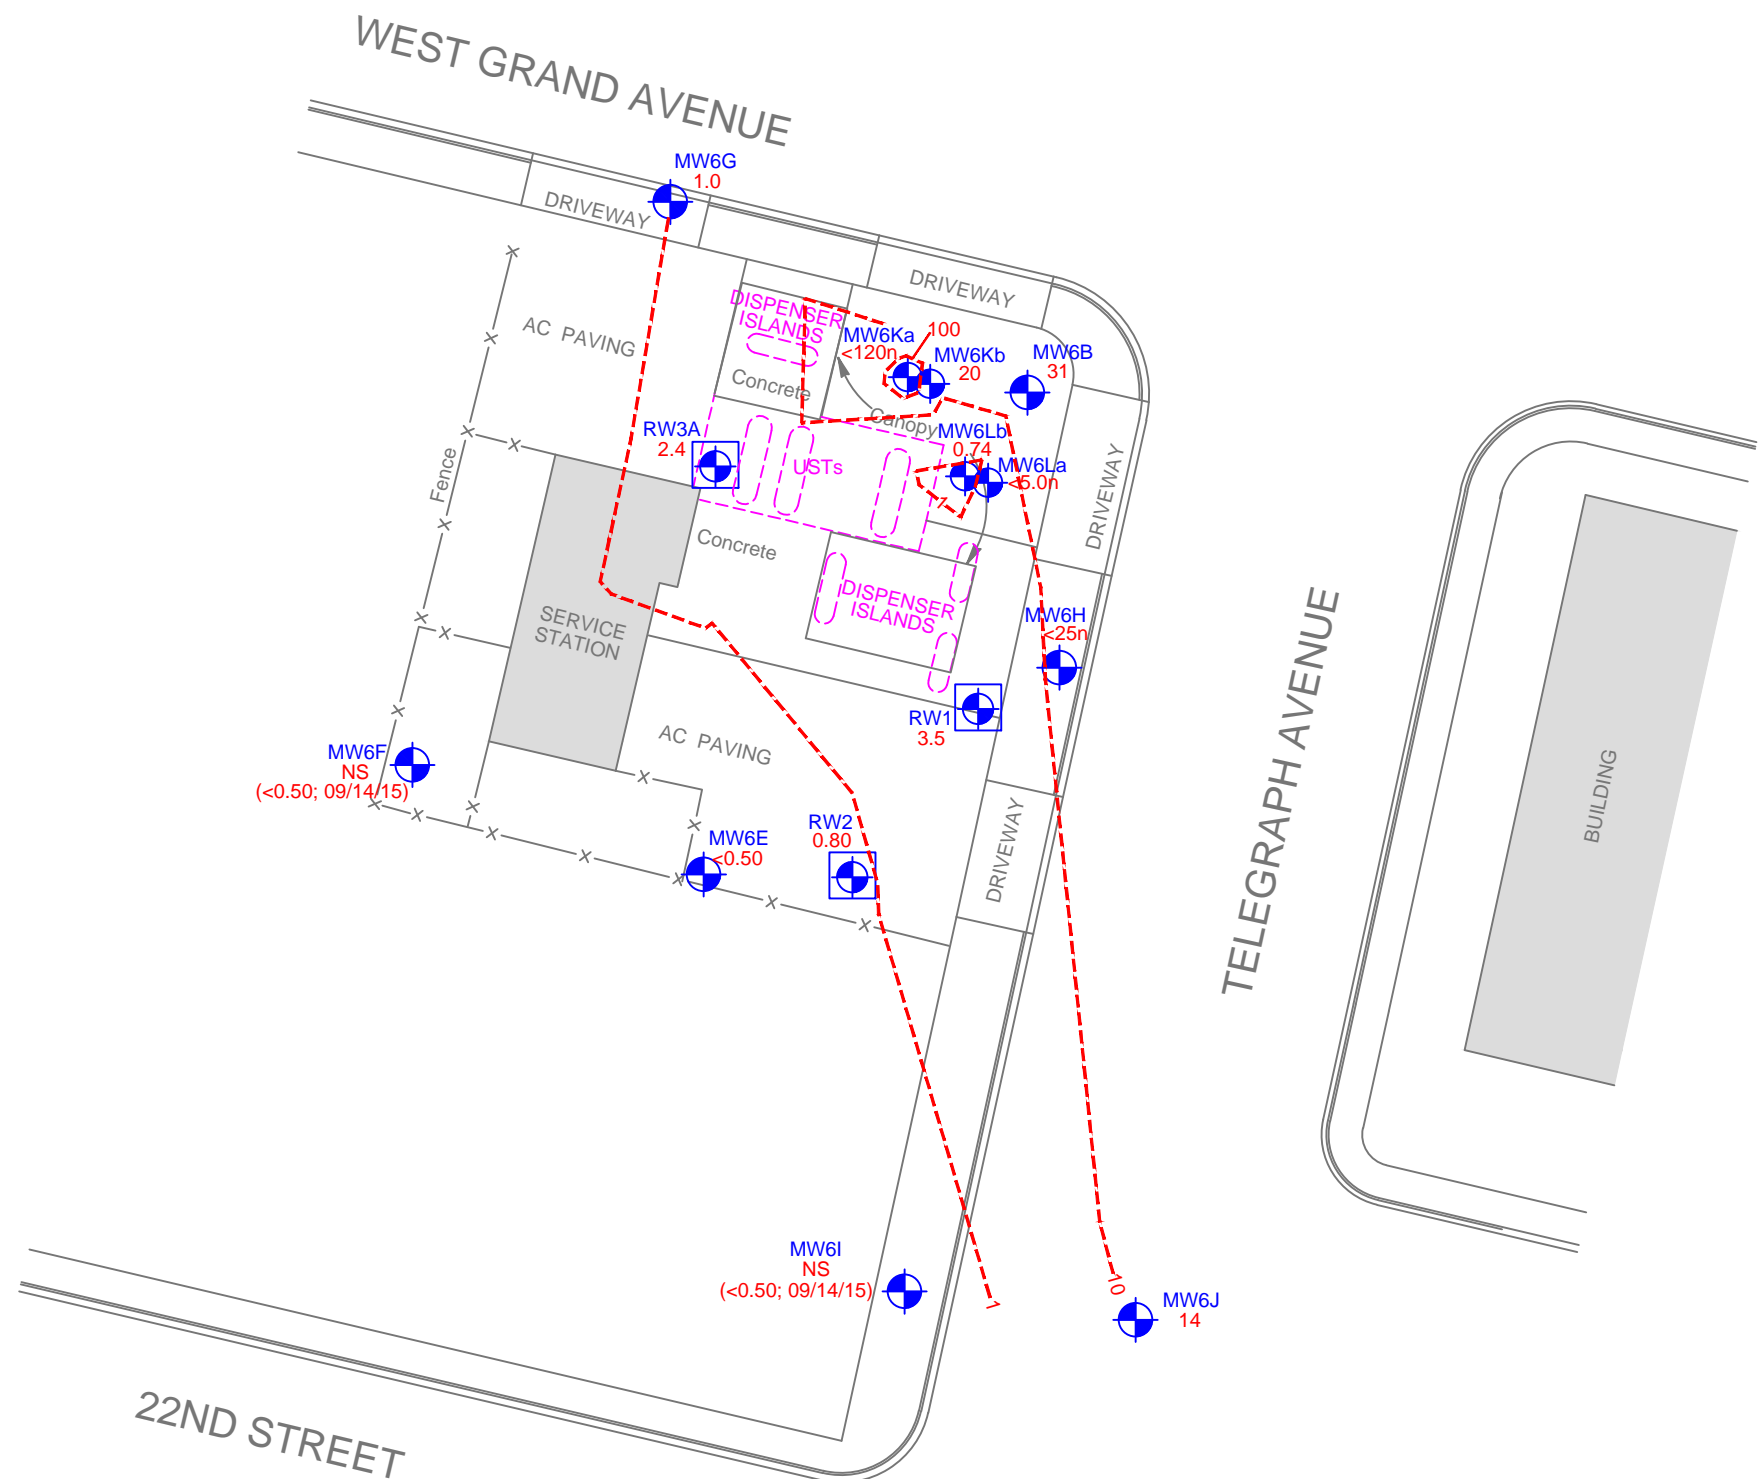 WEST GRAND AVENUE
MW6G
1.0
DRIVEWAY
DRIVEWAY
DISPENSER
ISLANDS
AC PAVING
MW6Ka
<120n
100
MW6Kb
20
MW6B
31
Concrete
Canopy
RW3A
2.4
USTs
MW6Lb
0.74
MW6La
<5.0n
1
Fence
DRIVEWAY
Concrete
DISPENSER
ISLANDS
SERVICE
STATION
MW6H
<25n
RW1
3.5
AC PAVING
MW6F
NS
(<0.50; 09/14/15)
MW6E
<0.50
RW2
0.80
DRIVEWAY
TELEGRAPH AVENUE
BUILDING
MW6I
NS
(<0.50; 09/14/15)
1
10
MW6J
14
22ND STREET